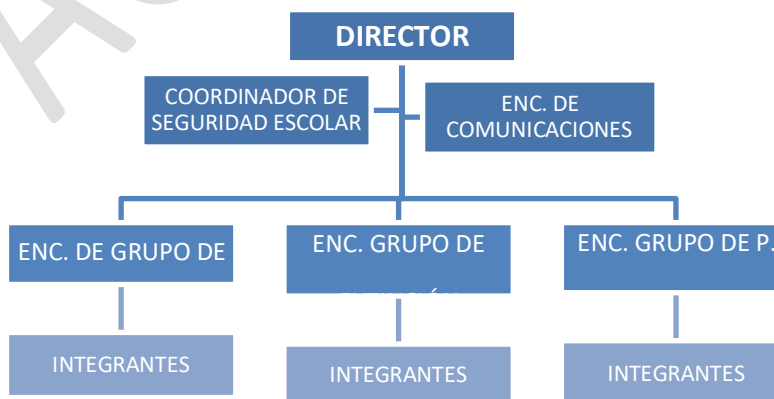 DIRECTOR
COORDINADOR DE
SEGURIDAD ESCOLAR
ENC. DE
COMUNICACIONES
ENC. DE GRUPO DE
ENC. GRUPO DE
ENC. GRUPO DE P.
INTEGRANTES
INTEGRANTES
INTEGRANTES